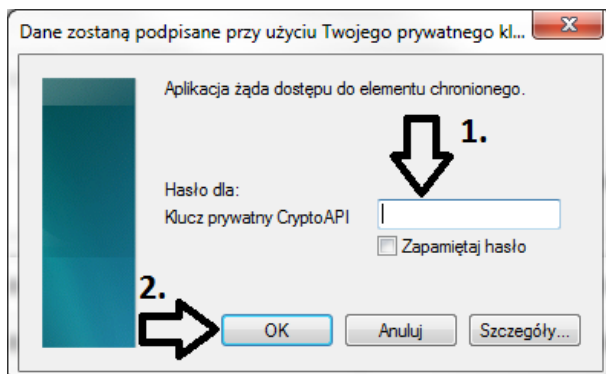 Dane zostaną podpisane przy użyciu Twojego prywatnego kl...
Aplikacja żąda dostępu do elementu chronionego.
1.
Hasło dla:
Klucz prywatny CryptoAPI
Zapamiętaj hasło
2.
OK Anuluj Szczegóły...